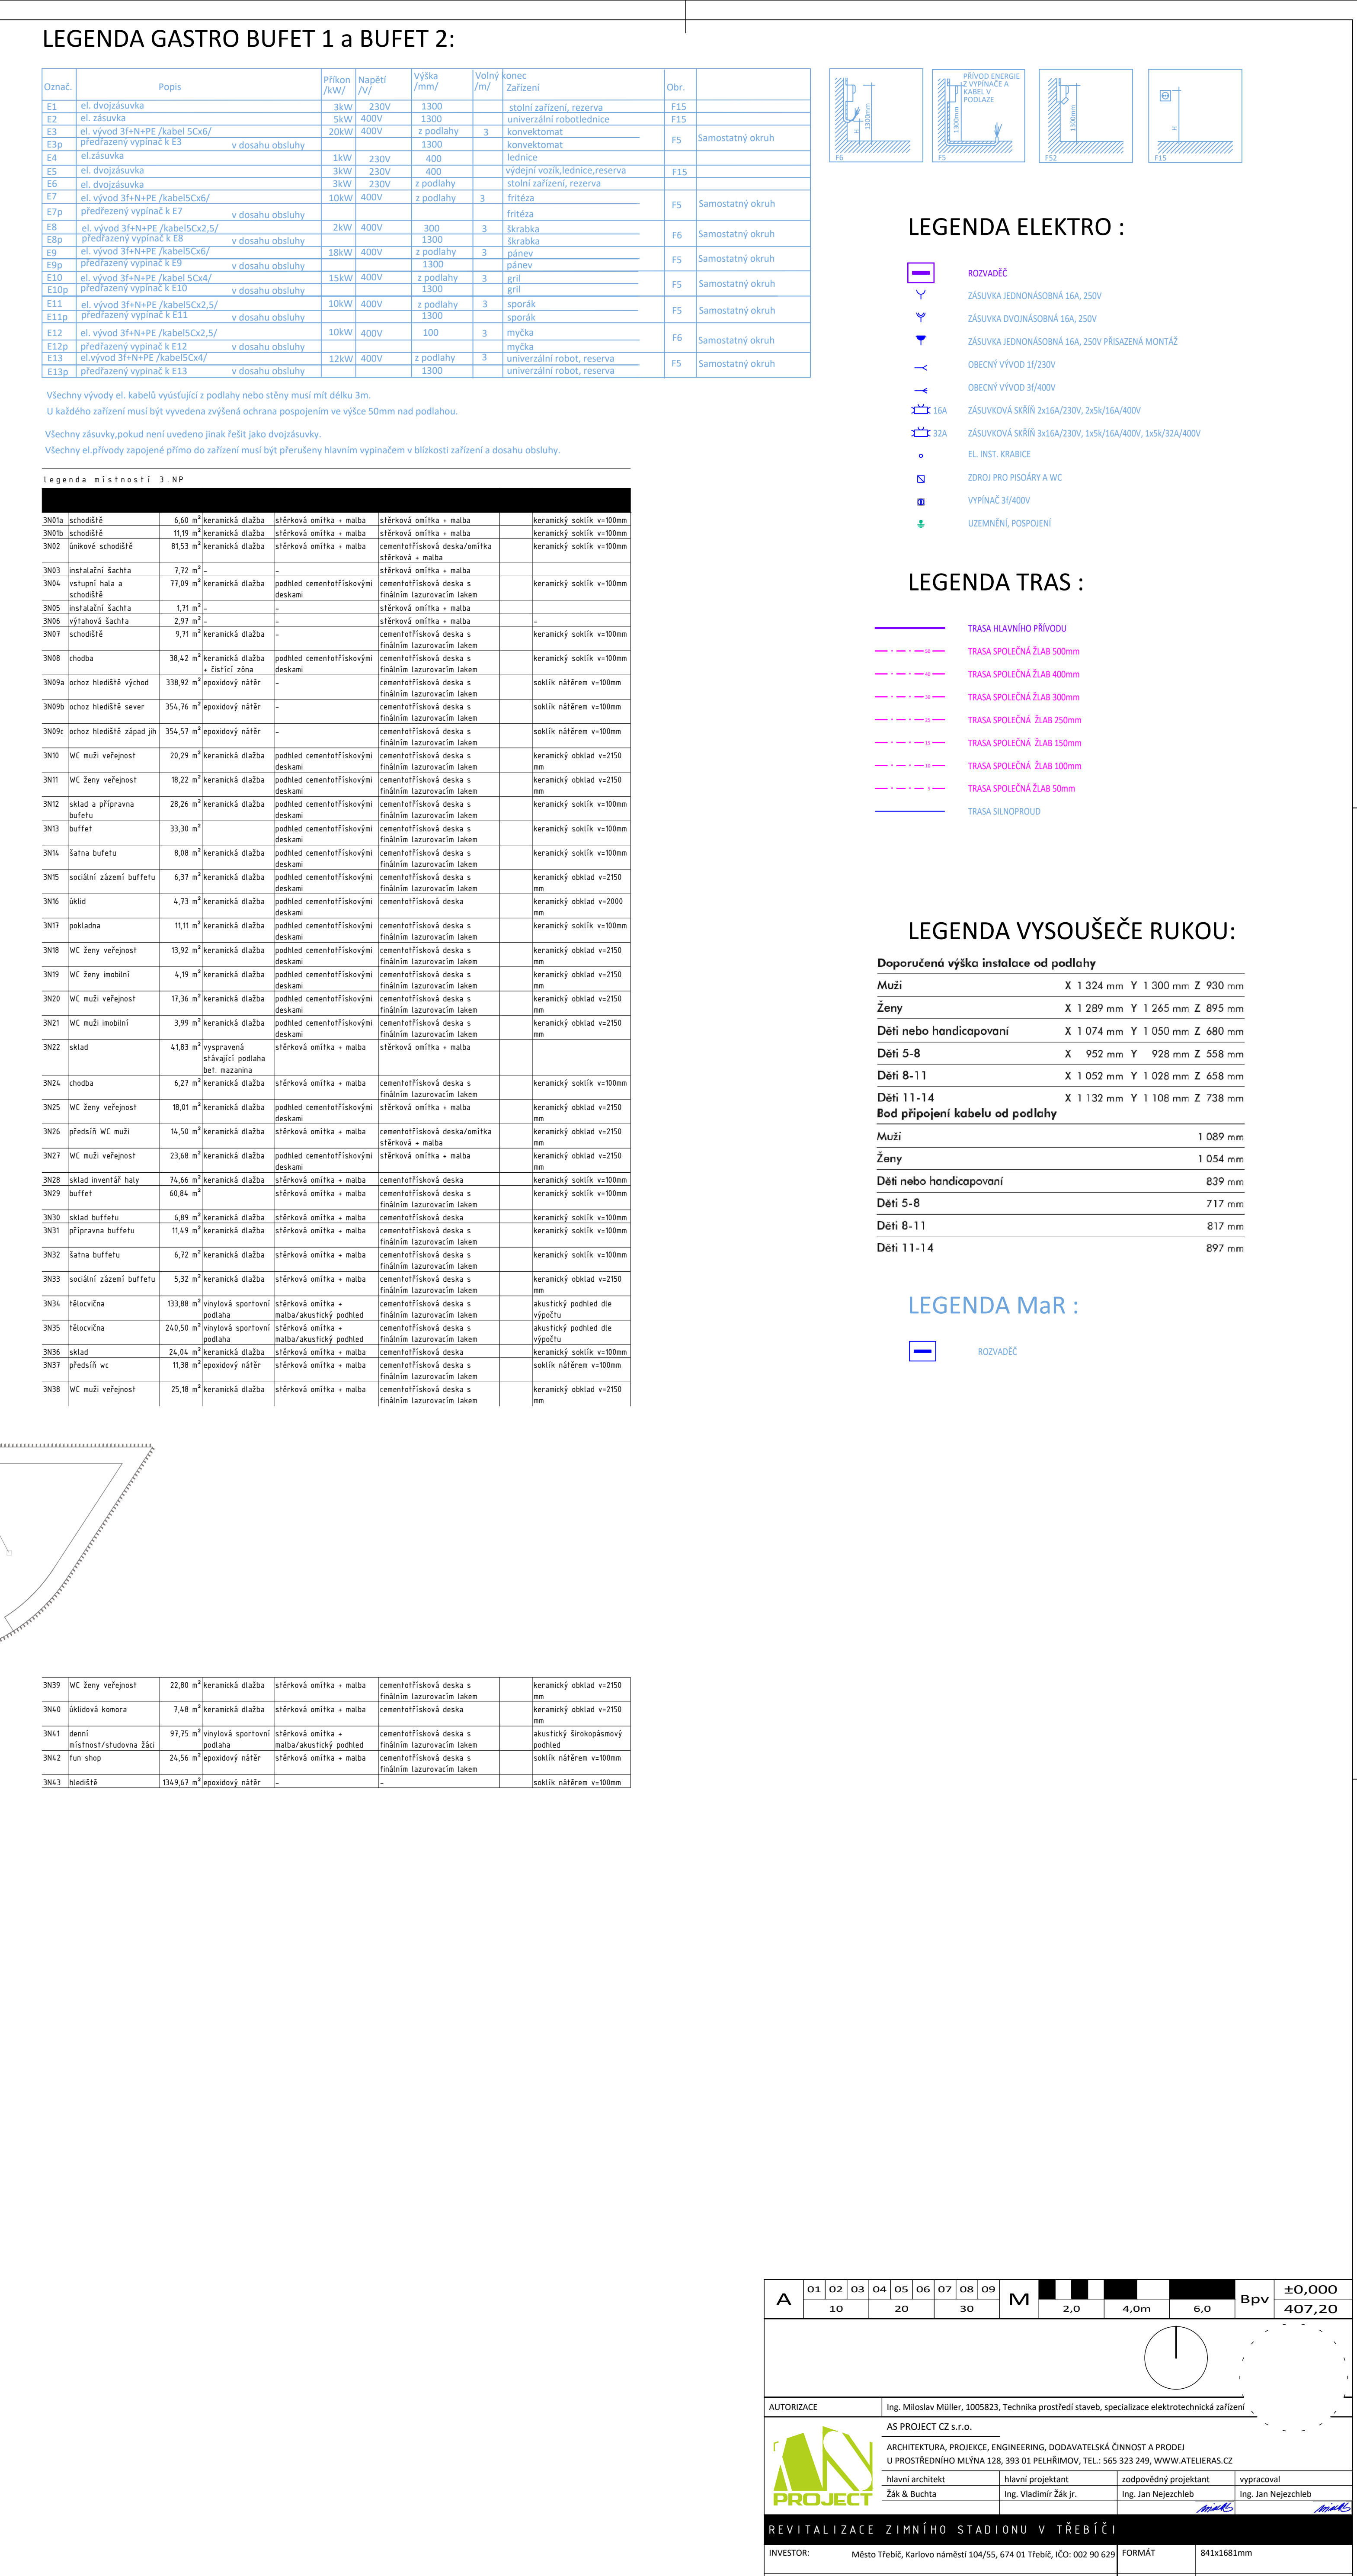 LEGENDA GASTRO BUFET 1 a BUFET 2:
Označ. Popis Příkon /kW/ Napětí /V/ Výška /mm/ Volný konec /m/ Zařízení Obr.
E1 el. dvojzásuvka 3kW 230V 1300 stolní zařízení, rezerva F15
E2 el. zásuvka 5kW 400V 1300 univerzální robotlednice F15
E3 el. vývod 3f+N+PE /kabel 5Cx6/ 20kW 400V z podlahy 3 konvektomat F5 Samostatný okruh
E3p předřazený vypínač k E3 v dosahu obsluhy 1300 konvektomat
E4 el.zásuvka 1kW 230V 400 lednice
E5 el. dvojzásuvka 3kW 230V 400 výdejní vozík,lednice,reserva F15
E6 el. dvojzásuvka 3kW 230V z podlahy stolní zařízení, rezerva
E7 el. vývod 3f+N+PE /kabel5Cx6/ 10kW 400V z podlahy 3 fritéza F5 Samostatný okruh
E7p předřezený vypínač k E7 v dosahu obsluhy fritéza
E8 el. vývod 3f+N+PE /kabel5Cx2,5/ 2kW 400V 300 3 škrabka F6 Samostatný okruh
E8p předřazený vypínač k E8 v dosahu obsluhy 1300 škrabka
E9 el. vývod 3f+N+PE /kabel5Cx6/ 18kW 400V z podlahy 3 pánev F5 Samostatný okruh
E9p předřazený vypínač k E9 v dosahu obsluhy 1300 pánev
E10 el. vývod 3f+N+PE /kabel 5Cx4/ 15kW 400V z podlahy 3 gril F5 Samostatný okruh
E10p předřazený vypínač k E10 v dosahu obsluhy 1300 gril
E11 el. vývod 3f+N+PE /kabel5Cx2,5/ 10kW 400V z podlahy 3 sporák F5 Samostatný okruh
E11p předřazený vypínač k E11 v dosahu obsluhy 1300 sporák
E12 el. vývod 3f+N+PE /kabel5Cx2,5/ 10kW 400V 100 3 myčka F6 Samostatný okruh
E12p předřazený vypínač k E12 v dosahu obsluhy myčka
E13 el.vývod 3f+N+PE /kabel5Cx4/ 12kW 400V z podlahy 3 univerzální robot, reserva F5 Samostatný okruh
E13p předřazený vypínač k E13 v dosahu obsluhy 1300 univerzální robot, reserva
Všechny vývody el. kabelů vyúsťující z podlahy nebo stěny musí mít délku 3m.
U každého zařízení musí být vyvedena zvýšená ochrana pospojením ve výšce 50mm nad podlahou.
Všechny zásuvky,pokud není uvedeno jinak řešit jako dvojzásuvky.
Všechny el.přívody zapojené přímo do zařízení musí být přerušeny hlavním vypínačem v blízkosti zařízení a dosahu obsluhy.
H 1300mm F6
PŘÍVOD ENERGIE
Z VYPÍNAČE A
KABEL V
PODLAZE
1300mm F5
1300mm F52
H F15
legenda místností 3.NP
3N01a schodiště 6,60 m² keramická dlažba stěrková omítka + malba stěrková omítka + malba keramický soklík v=100mm
3N01b schodiště 11,19 m² keramická dlažba stěrková omítka + malba stěrková omítka + malba keramický soklík v=100mm
3N02 únikové schodiště 81,53 m² keramická dlažba stěrková omítka + malba cementotřísková deska/omítka stěrková + malba keramický soklík v=100mm
3N03 instalační šachta 7,72 m² - - stěrková omítka + malba
3N04 vstupní hala a schodiště 77,09 m² keramická dlažba podhled cementotřískovými deskami cementotřísková deska s finálním lazurovacím lakem keramický soklík v=100mm
3N05 instalační šachta 1,71 m² - - stěrková omítka + malba
3N06 výtahová šachta 2,97 m² - - stěrková omítka + malba -
3N07 schodiště 9,71 m² keramická dlažba - cementotřísková deska s finálním lazurovacím lakem keramický soklík v=100mm
3N08 chodba 38,42 m² keramická dlažba + čistící zóna podhled cementotřískovými deskami cementotřísková deska s finálním lazurovacím lakem keramický soklík v=100mm
3N09a ochoz hlediště východ 338,92 m² epoxidový nátěr - cementotřísková deska s finálním lazurovacím lakem soklík nátěrem v=100mm
3N09b ochoz hlediště sever 354,76 m² epoxidový nátěr - cementotřísková deska s finálním lazurovacím lakem soklík nátěrem v=100mm
3N09c ochoz hlediště západ jih 354,57 m² epoxidový nátěr - cementotřísková deska s finálním lazurovacím lakem soklík nátěrem v=100mm
3N10 WC muži veřejnost 20,29 m² keramická dlažba podhled cementotřískovými deskami cementotřísková deska s finálním lazurovacím lakem keramický obklad v=2150 mm
3N11 WC ženy veřejnost 18,22 m² keramická dlažba podhled cementotřískovými deskami cementotřísková deska s finálním lazurovacím lakem keramický obklad v=2150 mm
3N12 sklad a přípravna bufetu 28,26 m² keramická dlažba podhled cementotřískovými deskami cementotřísková deska s finálním lazurovacím lakem keramický soklík v=100mm
3N13 buffet 33,30 m² podhled cementotřískovými deskami cementotřísková deska s finálním lazurovacím lakem keramický soklík v=100mm
3N14 šatna bufetu 8,08 m² keramická dlažba podhled cementotřískovými deskami cementotřísková deska s finálním lazurovacím lakem keramický soklík v=100mm
3N15 sociální zázemí buffetu 6,37 m² keramická dlažba podhled cementotřískovými deskami cementotřísková deska s finálním lazurovacím lakem keramický obklad v=2150 mm
3N16 úklid 4,73 m² keramická dlažba podhled cementotřískovými deskami cementotřísková deska keramický obklad v=2000 mm
3N17 pokladna 11,11 m² keramická dlažba podhled cementotřískovými deskami cementotřísková deska s finálním lazurovacím lakem keramický soklík v=100mm
3N18 WC ženy veřejnost 13,92 m² keramická dlažba podhled cementotřískovými deskami cementotřísková deska s finálním lazurovacím lakem keramický obklad v=2150 mm
3N19 WC ženy imobilní 4,19 m² keramická dlažba podhled cementotřískovými deskami cementotřísková deska s finálním lazurovacím lakem keramický obklad v=2150 mm
3N20 WC muži veřejnost 17,36 m² keramická dlažba podhled cementotřískovými deskami cementotřísková deska s finálním lazurovacím lakem keramický obklad v=2150 mm
3N21 WC muži imobilní 3,99 m² keramická dlažba podhled cementotřískovými deskami cementotřísková deska s finálním lazurovacím lakem keramický obklad v=2150 mm
3N22 sklad 41,83 m² vyspravená stávající podlaha bet. mazanina stěrková omítka + malba stěrková omítka + malba
3N24 chodba 6,27 m² keramická dlažba stěrková omítka + malba cementotřísková deska s finálním lazurovacím lakem keramický soklík v=100mm
3N25 WC ženy veřejnost 18,01 m² keramická dlažba podhled cementotřískovými deskami stěrková omítka + malba keramický obklad v=2150 mm
3N26 předsíň WC muži 14,50 m² keramická dlažba stěrková omítka + malba cementotřísková deska/omítka stěrková + malba keramický obklad v=2150 mm
3N27 WC muži veřejnost 23,68 m² keramická dlažba podhled cementotřískovými deskami stěrková omítka + malba keramický obklad v=2150 mm
3N28 sklad inventář haly 74,66 m² keramická dlažba stěrková omítka + malba cementotřísková deska keramický soklík v=100mm
3N29 buffet 60,84 m² stěrková omítka + malba cementotřísková deska s finálním lazurovacím lakem keramický soklík v=100mm
3N30 sklad buffetu 6,89 m² keramická dlažba stěrková omítka + malba cementotřísková deska keramický soklík v=100mm
3N31 přípravna buffetu 11,49 m² keramická dlažba stěrková omítka + malba cementotřísková deska s finálním lazurovacím lakem keramický soklík v=100mm
3N32 šatna buffetu 6,72 m² keramická dlažba stěrková omítka + malba cementotřísková deska s finálním lazurovacím lakem keramický soklík v=100mm
3N33 sociální zázemí buffetu 5,32 m² keramická dlažba stěrková omítka + malba cementotřísková deska s finálním lazurovacím lakem keramický obklad v=2150 mm
3N34 tělocvična 133,88 m² vinylová sportovní podlaha stěrková omítka + malba/akustický podhled cementotřísková deska s finálním lazurovacím lakem akustický podhled dle výpočtu
3N35 tělocvična 240,50 m² vinylová sportovní podlaha stěrková omítka + malba/akustický podhled cementotřísková deska s finálním lazurovacím lakem akustický podhled dle výpočtu
3N36 sklad 24,04 m² keramická dlažba stěrková omítka + malba cementotřísková deska keramický soklík v=100mm
3N37 předsíň wc 11,38 m² epoxidový nátěr stěrková omítka + malba cementotřísková deska s finálním lazurovacím lakem soklík nátěrem v=100mm
3N38 WC muži veřejnost 25,18 m² keramická dlažba stěrková omítka + malba cementotřísková deska s finálním lazurovacím lakem keramický obklad v=2150 mm
3N39 WC ženy veřejnost 22,80 m² keramická dlažba stěrková omítka + malba cementotřísková deska s finálním lazurovacím lakem keramický obklad v=2150 mm
3N40 úklidová komora 7,48 m² keramická dlažba stěrková omítka + malba cementotřísková deska keramický obklad v=2150 mm
3N41 denní místnost/studovna žáci 97,75 m² vinylová sportovní podlaha stěrková omítka + malba/akustický podhled cementotřísková deska s finálním lazurovacím lakem akustický širokopásmový podhled
3N42 fun shop 24,56 m² epoxidový nátěr stěrková omítka + malba cementotřísková deska s finálním lazurovacím lakem soklík nátěrem v=100mm
3N43 hlediště 1349,67 m² epoxidový nátěr - - soklík nátěrem v=100mm
LEGENDA ELEKTRO :
ROZVADĚČ
ZÁSUVKA JEDNONÁSOBNÁ 16A, 250V
ZÁSUVKA DVOJNÁSOBNÁ 16A, 250V
ZÁSUVKA JEDNONÁSOBNÁ 16A, 250V PŘISAZENÁ MONTÁŽ
OBECNÝ VÝVOD 1f/230V
OBECNÝ VÝVOD 3f/400V
16A ZÁSUVKOVÁ SKŘÍŇ 2x16A/230V, 2x5k/16A/400V
32A ZÁSUVKOVÁ SKŘÍŇ 3x16A/230V, 1x5k/16A/400V, 1x5k/32A/400V
EL. INST. KRABICE
ZDROJ PRO PISOÁRY A WC
VYPÍNAČ 3f/400V
UZEMNĚNÍ, POSPOJENÍ
LEGENDA TRAS :
TRASA HLAVNÍHO PŘÍVODU
50 TRASA SPOLEČNÁ ŽLAB 500mm
40 TRASA SPOLEČNÁ ŽLAB 400mm
30 TRASA SPOLEČNÁ ŽLAB 300mm
25 TRASA SPOLEČNÁ ŽLAB 250mm
15 TRASA SPOLEČNÁ ŽLAB 150mm
10 TRASA SPOLEČNÁ ŽLAB 100mm
5 TRASA SPOLEČNÁ ŽLAB 50mm
TRASA SILNOPROUD
LEGENDA VYSOUŠEČE RUKOU:
Doporučená výška instalace od podlahy
Muži X 1 324 mm Y 1 300 mm Z 930 mm
Ženy X 1 289 mm Y 1 265 mm Z 895 mm
Děti nebo handicapovaní X 1 074 mm Y 1 050 mm Z 680 mm
Děti 5-8 X 952 mm Y 928 mm Z 558 mm
Děti 8-11 X 1 052 mm Y 1 028 mm Z 658 mm
Děti 11-14 X 1 132 mm Y 1 108 mm Z 738 mm
Bod připojení kabelu od podlahy
Muži 1 089 mm
Ženy 1 054 mm
Děti nebo handicapovaní 839 mm
Děti 5-8 717 mm
Děti 8-11 817 mm
Děti 11-14 897 mm
LEGENDA MaR :
ROZVADĚČ
A 01 02 03 04 05 06 07 08 09 M Bpv ±0,000
10 20 30 2,0 4,0m 6,0 407,20
AUTORIZACE Ing. Miloslav Müller, 1005823, Technika prostředí staveb, specializace elektrotechnická zařízení
AN PROJECT
AS PROJECT CZ s.r.o.
ARCHITEKTURA, PROJEKCE, ENGINEERING, DODAVATELSKÁ ČINNOST A PRODEJ
U PROSTŘEDNÍHO MLÝNA 128, 393 01 PELHŘIMOV, TEL.: 565 323 249, WWW.ATELIERAS.CZ
hlavní architekt hlavní projektant zodpovědný projektant vypracoval
Žák & Buchta Ing. Vladimír Žák jr. Ing. Jan Nejezchleb Ing. Jan Nejezchleb
REVITALIZACE ZIMNÍHO STADIONU V TŘEBÍČI
INVESTOR: Město Třebíč, Karlovo náměstí 104/55, 674 01 Třebíč, IČO: 002 90 629 FORMÁT 841x1681mm